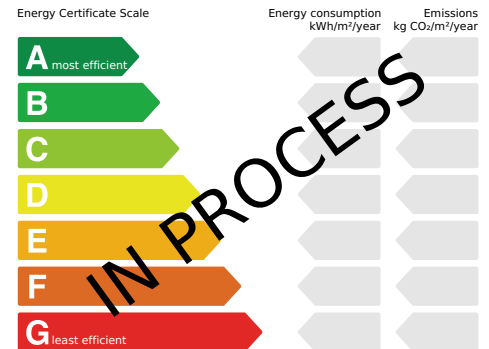 Energy Certificate Scale
Energy consumption
kWh/m²/year
Emissions
kg CO₂/m²/year
A most efficient
B
C
D
E
F
G least efficient
IN PROCESS